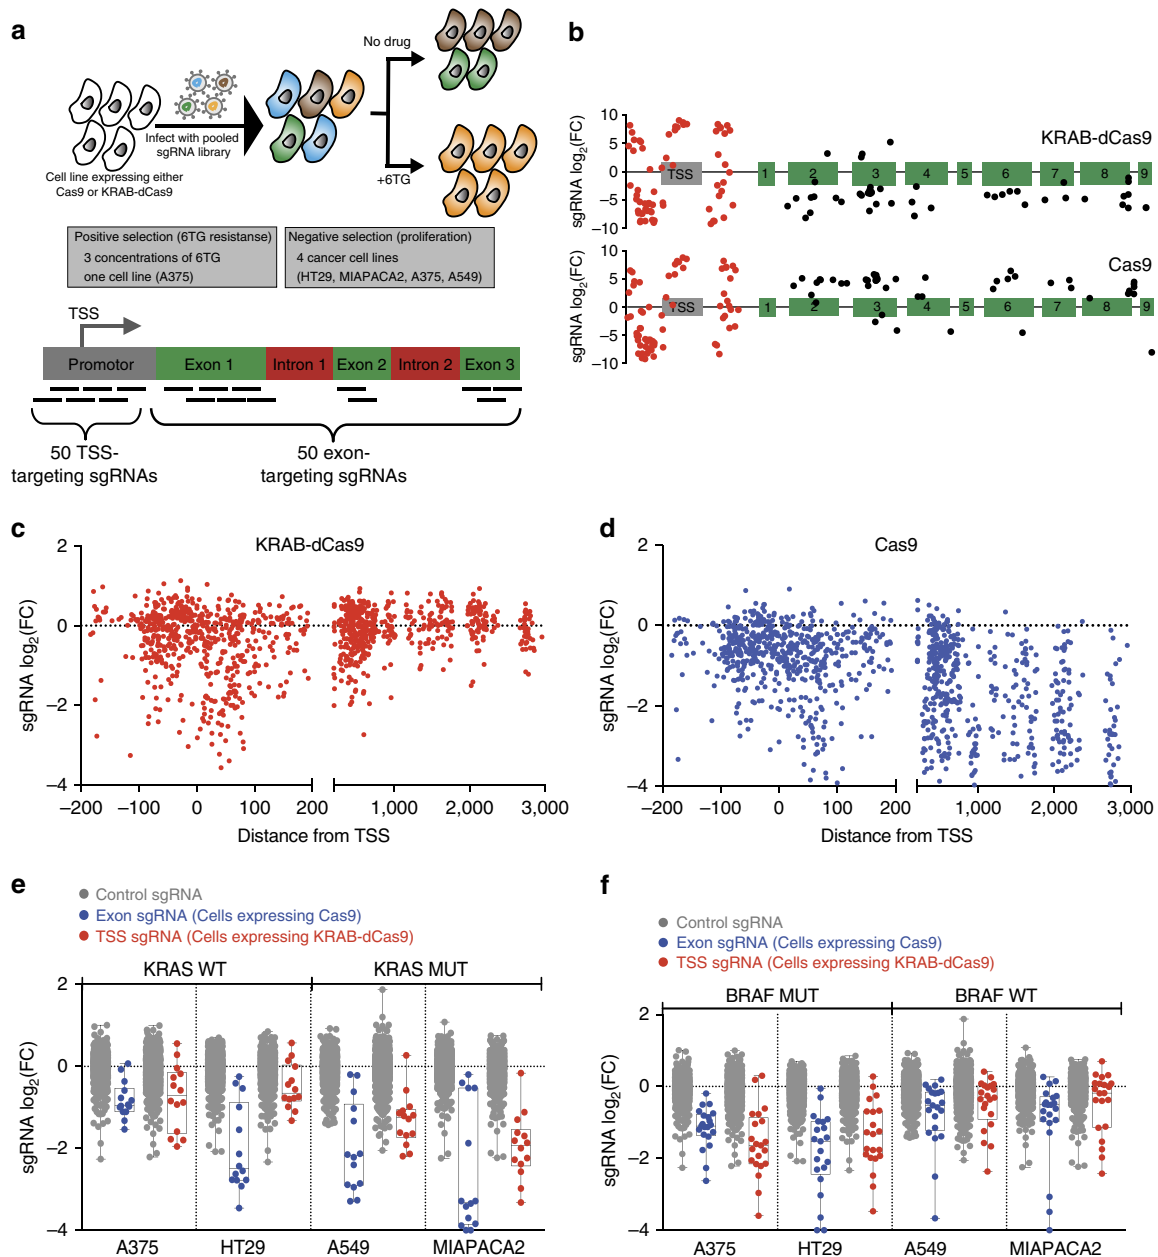 a
No drug
Infect with pooled
sgRNA library
Cell line expressing either
Cas9 or KRAB-dCas9
+6TG
Positive selection (6TG resistanse)
3 concentrations of 6TG
one cell line (A375)
Negative selection (proliferation)
4 cancer cell lines
(HT29, MIAPACA2, A375, A549)
TSS
Promotor
Exon 1
Intron 1
Exon 2
Intron 2
Exon 3
50 TSS-
targeting sgRNAs
50 exon-
targeting sgRNAs
b
sgRNA log2(FC)
10
5
0
−5
−10
KRAB-dCas9
TSS
1
2
3
4
5
6
7
8
9
sgRNA log2(FC)
10
5
0
−5
−10
Cas9
TSS
1
2
3
4
5
6
7
8
9
c
KRAB-dCas9
sgRNA log2(FC)
2
0
−2
−4
−200
−100
0
100
200
1,000
2,000
3,000
Distance from TSS
d
Cas9
sgRNA log2(FC)
2
0
−2
−4
−200
−100
0
100
200
1,000
2,000
3,000
Distance from TSS
e
Control sgRNA
Exon sgRNA (Cells expressing Cas9)
TSS sgRNA (Cells expressing KRAB-dCas9)
KRAS WT
KRAS MUT
sgRNA log2(FC)
2
0
−2
−4
A375
HT29
A549
MIAPACA2
f
Control sgRNA
Exon sgRNA (Cells expressing Cas9)
TSS sgRNA (Cells expressing KRAB-dCas9)
BRAF MUT
BRAF WT
sgRNA log2(FC)
2
0
−2
−4
A375
HT29
A549
MIAPACA2